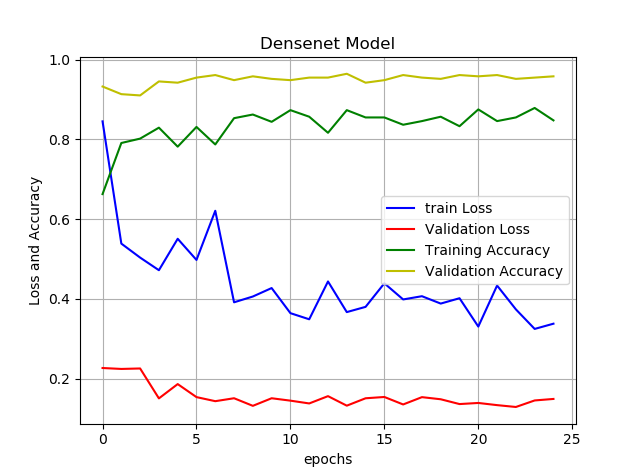 Densenet Model
1.0
0.8
0.6
0.4
0.2
Loss and Accuracy
train Loss
Validation Loss
Training Accuracy
Validation Accuracy
0 5 10 15 20 25
epochs